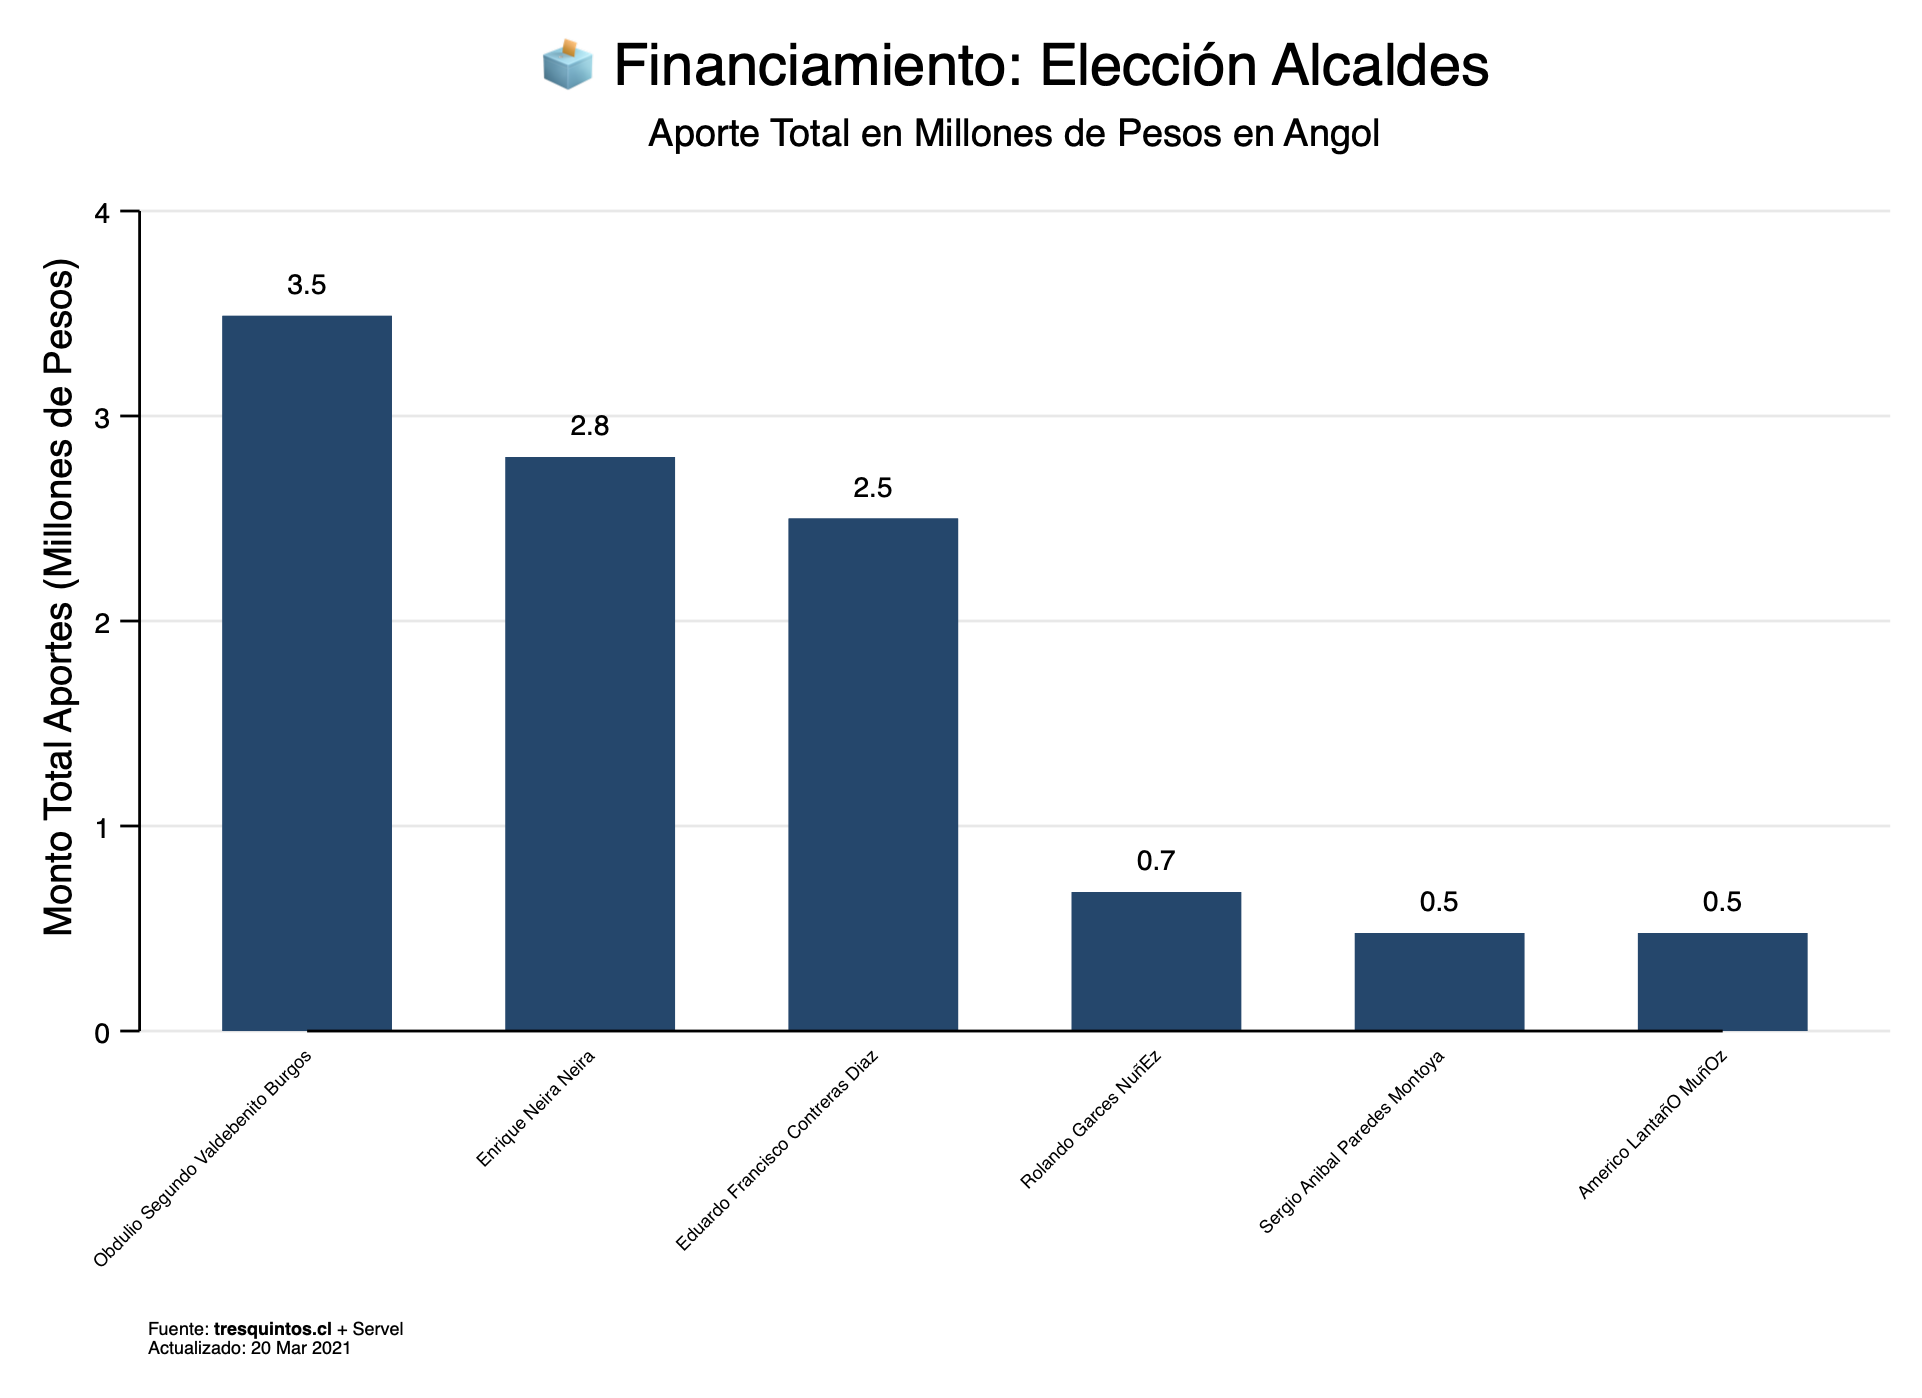 Financiamiento: Elección Alcaldes
Aporte Total en Millones de Pesos en Angol
Monto Total Aportes (Millones de Pesos)
4
3
2
1
0
3.5
2.8
2.5
0.7
0.5
0.5
Obdulio Segundo Valdebenito Burgos
Enrique Neira Neira
Eduardo Francisco Contreras Diaz
Rolando Garces NuñEz
Sergio Anibal Paredes Montoya
Americo LantañO MuñOz
Fuente: tresquintos.cl + Servel
Actualizado: 20 Mar 2021